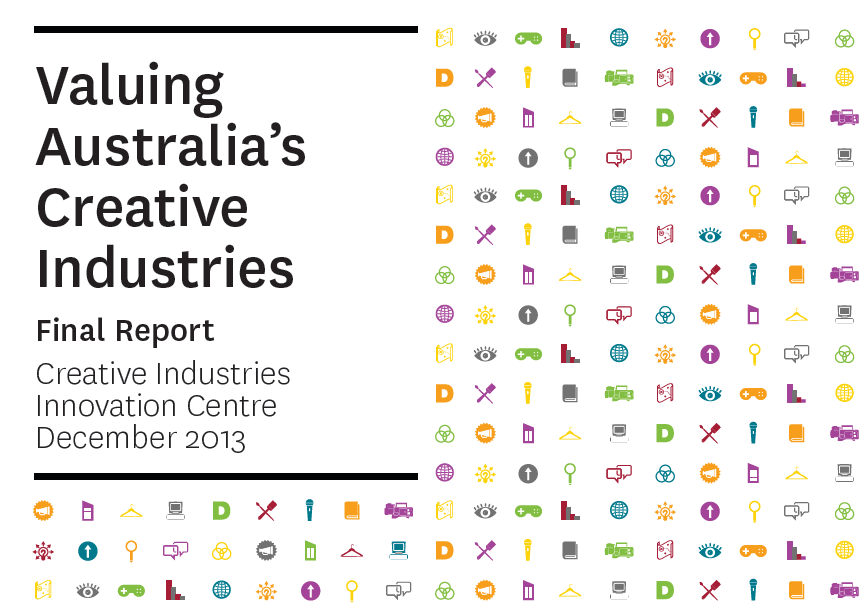 Valuing
Australia’s
Creative
Industries
Final Report
Creative Industries
Innovation Centre
December 2013